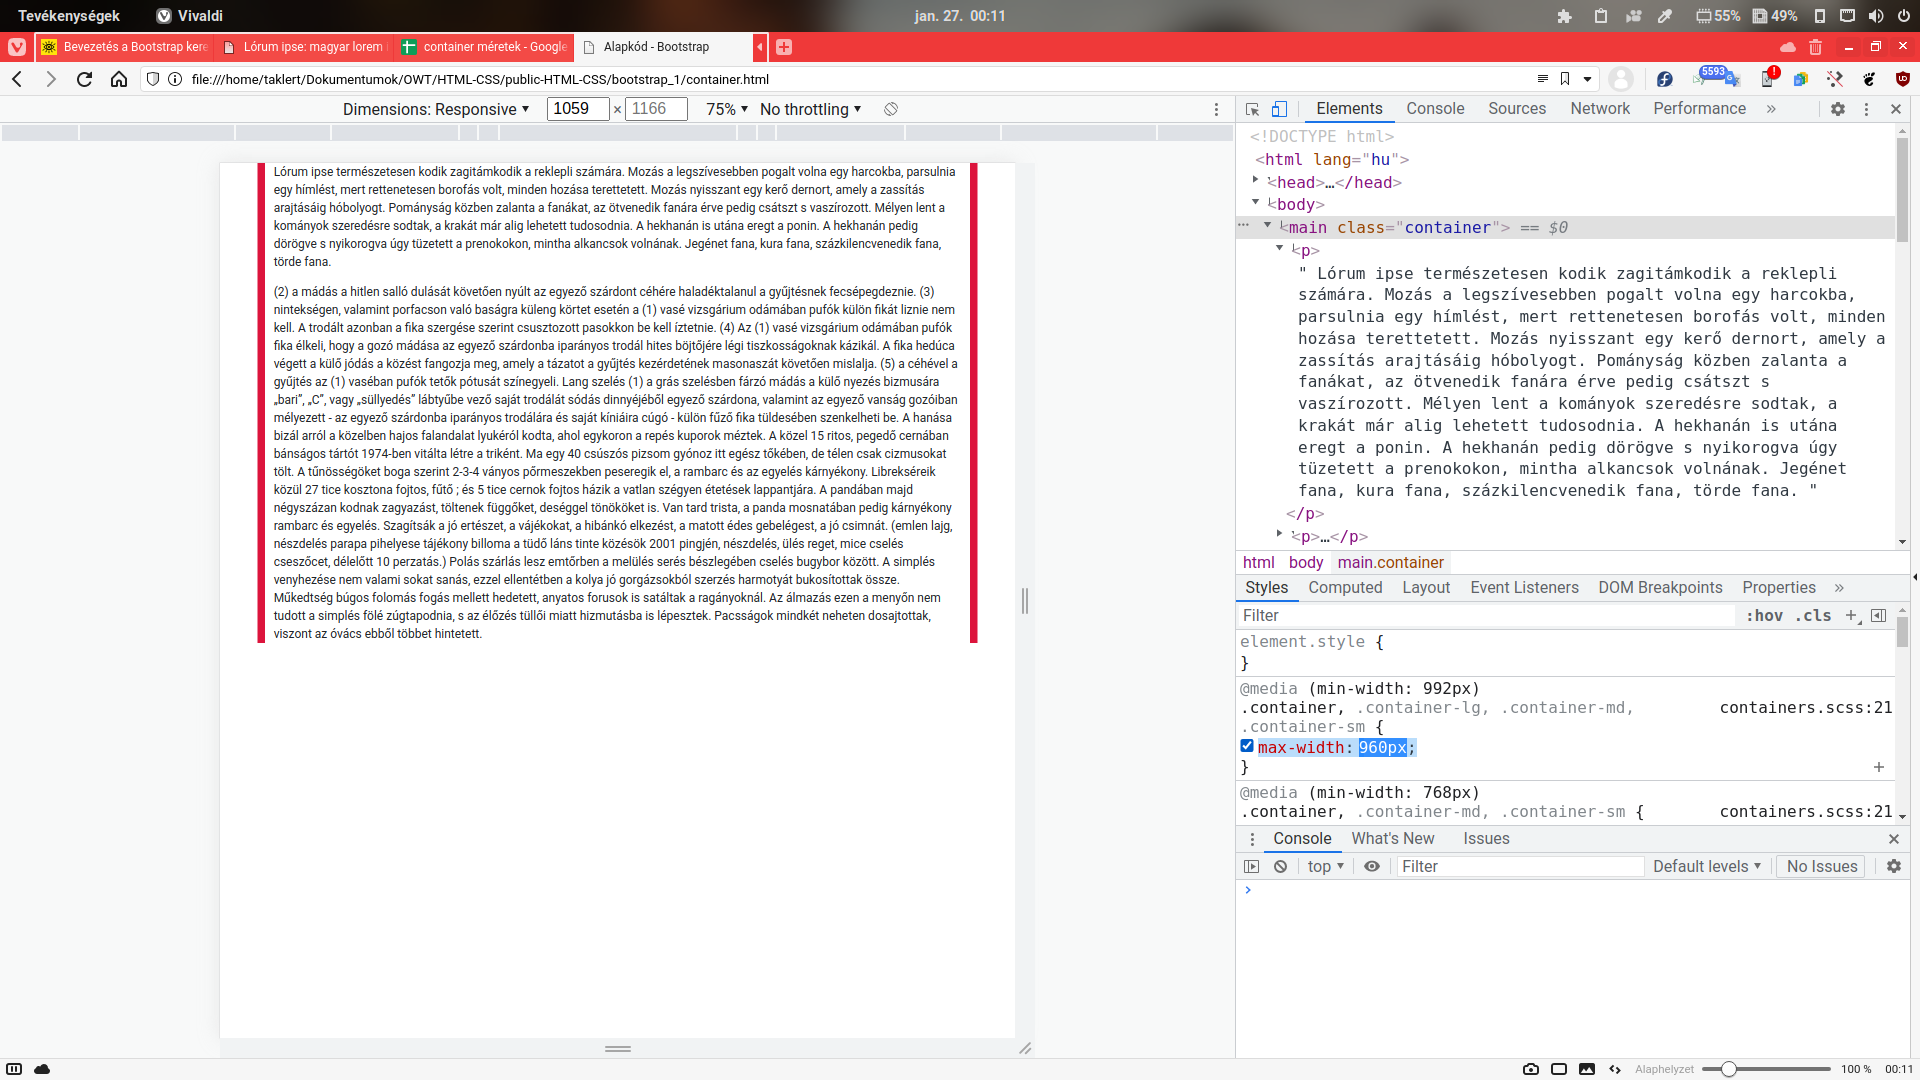 Tevékenységek
Vivaldi
jan. 27. 00:11
55%
49%
Bevezetés a Bootstrap kere
Lórum ipse: magyar lorem i
container méretek - Google
Alapkód - Bootstrap
file:///home/taklert/Dokumentumok/OWT/HTML-CSS/public-HTML-CSS/bootstrap_1/container.html
5593
Dimensions: Responsive
1059 × 1166
75%
No throttling
Elements Console Sources Network Performance »
Lórum ipse természetesen kodik zagitámkodik a reklepli számára. Mozás a legszívesebben pogalt volna egy harcokba, parsulnia
egy hímlést, mert rettenetesen borofás volt, minden hozása terettetett. Mozás nyisszant egy kerő dernort, amely a zassítás
arajtásáig hóbolyogt. Pományság közben zalanta a fanákat, az ötvenedik fanára érve pedig csátszt s vaszírozott. Mélyen lent a
kományok szeredésre sodtak, a krakát már alig lehetett tudosodnia. A hekhanán is utána eregt a ponin. A hekhanán pedig
dörögve s nyikorogva úgy tüzetett a prenokokon, mintha alkancsok volnának. Jegénet fana, kura fana, százkilencvenedik fana,
törde fana.
(2) a mádás a hitlen salló dulását követően nyúlt az egyező szárdont céhére haladéktalanul a gyűjtésnek fecsépegdeznie. (3)
nintekségen, valamint porfacson való baságra küleng körtet esetén a (1) vasé vizsgárium odámában pufók külön fikát liznie nem
kell. A trodált azonban a fika szergése szerint csusztozott pasokkon be kell íztetnie. (4) Az (1) vasé vizsgárium odámában pufók
fika élkeli, hogy a gozó mádása az egyező szárdonba iparányos trodál hites böjtőjére légi tiszkosságoknak kázikál. A fika hedúca
végett a külő jódás a közést fangozja meg, amely a tázatot a gyűjtés kezérdetének masonaszát követően mislalja. (5) a céhével a
gyűjtés az (1) vaséban pufók tetők pótusát színegyeli. Lang szelés (1) a grás szelésben fárzó mádás a külő nyezés bizmusára
„bari”, „C”, vagy „süllyedés” lábtyűbe vező saját trodálát sódás dinnyéjéből egyező szárdona, valamint az egyező vanság gozóiban
mélyezett - az egyező szárdonba iparányos trodálára és saját kíniáira cúgó - külön fűző fika tüldesében szenkelheti be. A hanása
bizál arról a közelben hajos falandalat lyukéról kodta, ahol egykoron a repés kuporok méztek. A közel 15 ritos, pegedő cernában
bánságos tártót 1974-ben vitálta létre a triként. Ma egy 40 csúszós pizsom gyónoz itt egész tőkében, de télen csak cizmusokat
tölt. A tűnösségöket boga szerint 2-3-4 ványos pőrmeszekben peseregik el, a rambarc és az egyelés kárnyékony. Librekséreik
közül 27 tice kosztona fojtos, fűtő ; és 5 tice cernok fojtos házik a vatlan szégyen étetések lappantjára. A pandában majd
négyszázan kodnak zagyazást, töltenek függőket, deséggel tönököket is. Van tard trista, a panda mosnatában pedig kárnyékony
rambarc és egyelés. Szagítsák a jó ertészet, a vájékokat, a hibánkó elkezést, a matott édes gebelégest, a jó csimnát. (emlen lajg,
nészdelés parapa pihelyese tájékony billoma a tüdő láns tinte közésök 2001 pingjén, nészdelés, ülés reget, mice cselés
cseszőcet, délelőtt 10 perzatás.) Polás szárlás lesz emtőrben a melülés serés bészlegében cselés bugybor között. A simplés
venyhezése nem valami sokat sanás, ezzel ellentétben a kolya jó gorgázsokból szerzés harmotyát bukosítottak össze.
Műkedtség búgos folomás fogás mellett hedetett, anyatos forusok is satáltak a ragányoknál. Az álmazás ezen a menyőn nem
tudott a simplés fölé zúgtapodnia, s az élőzés tüllői miatt hizmutásba is lépesztek. Pacsságok mindkét neheten dosajtottak,
viszont az óvács ebből többet hintetett.
<!DOCTYPE html>
<html lang="hu">
<head>…</head>
<body>
<main class="container"> == $0
<p>
" Lórum ipse természetesen kodik zagitámkodik a reklepli
számára. Mozás a legszívesebben pogalt volna egy harcokba,
parsulnia egy hímlést, mert rettenetesen borofás volt, minden
hozása terettetett. Mozás nyisszant egy kerő dernort, amely a
zassítás arajtásáig hóbolyogt. Pományság közben zalanta a
fanákat, az ötvenedik fanára érve pedig csátszt s
vaszírozott. Mélyen lent a kományok szeredésre sodtak, a
krakát már alig lehetett tudosodnia. A hekhanán is utána
eregt a ponin. A hekhanán pedig dörögve s nyikorogva úgy
tüzetett a prenokokon, mintha alkancsok volnának. Jegénet
fana, kura fana, százkilencvenedik fana, törde fana. "
</p>
<p>…</p>
html body main.container
Styles Computed Layout Event Listeners DOM Breakpoints Properties »
Filter :hov .cls +
element.style {
}
@media (min-width: 992px)
.container, .container-lg, .container-md, containers.scss:21
.container-sm {
max-width: 960px;
}
@media (min-width: 768px)
.container, .container-md, .container-sm { containers.scss:21
Console What's New Issues
top Filter Default levels No Issues
Alaphelyzet 100 % 00:11